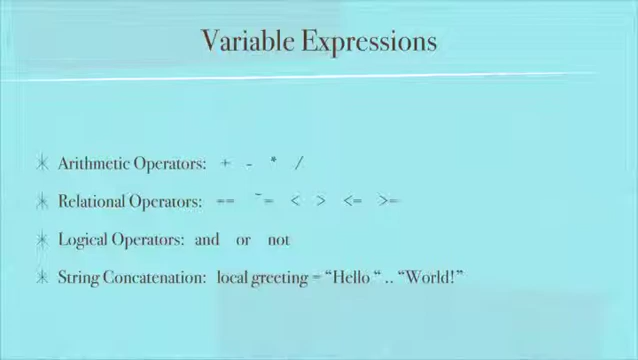 Variable Expressions
Arithmetic Operators: + - * /
Relational Operators: == ~= < > <= >=
Logical Operators: and or not
String Concatenation: local greeting = “Hello “ .. “World!”